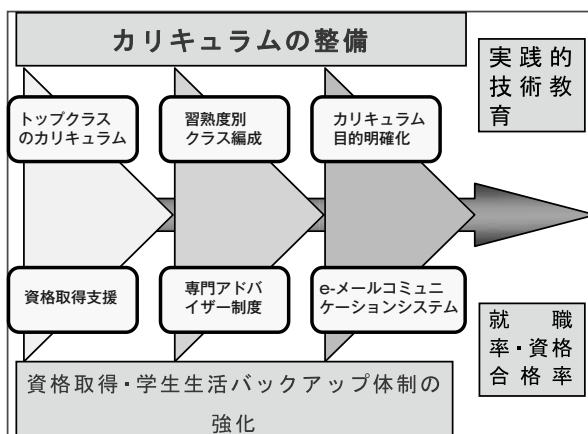 カリキュラムの整備
実践的
技術教
育
トップクラス
のカリキュラム
習熟度別
クラス編成
カリキュラム
目的明確化
資格取得支援
専門アドバ
イザー制度
e-メールコミュニ
ケーションシステム
就職
率・資格
合格率
資格取得・学生生活バックアップ体制の
強化